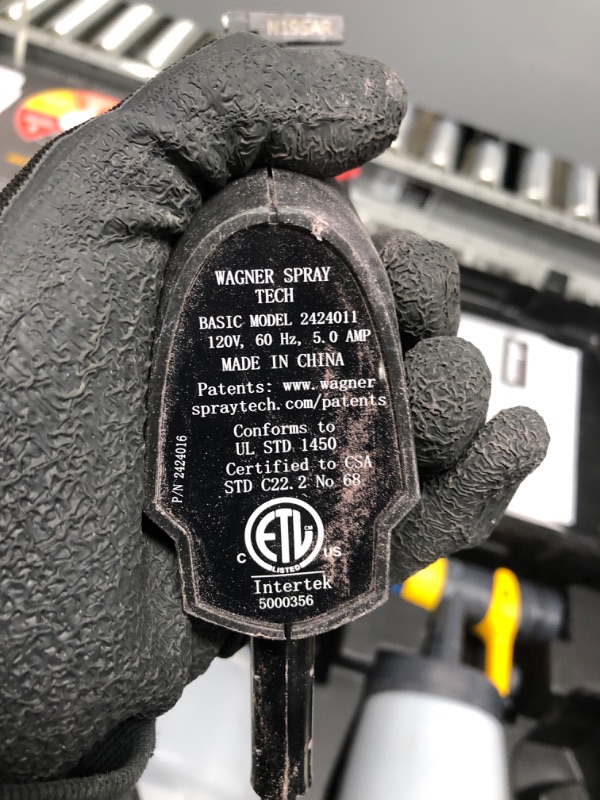 N195AR
WAGNER SPRAY
TECH
BASIC MODEL 2424011
120V, 60 Hz, 5.0 AMP
MADE IN CHINA
Patents: www.wagner
spraytech.com/patents
Conforms to
UL STD 1450
Certified to CSA
STD C22.2 No 68
P/N 2424016
ETL
CM
LISTED
C US
Intertek
5000356